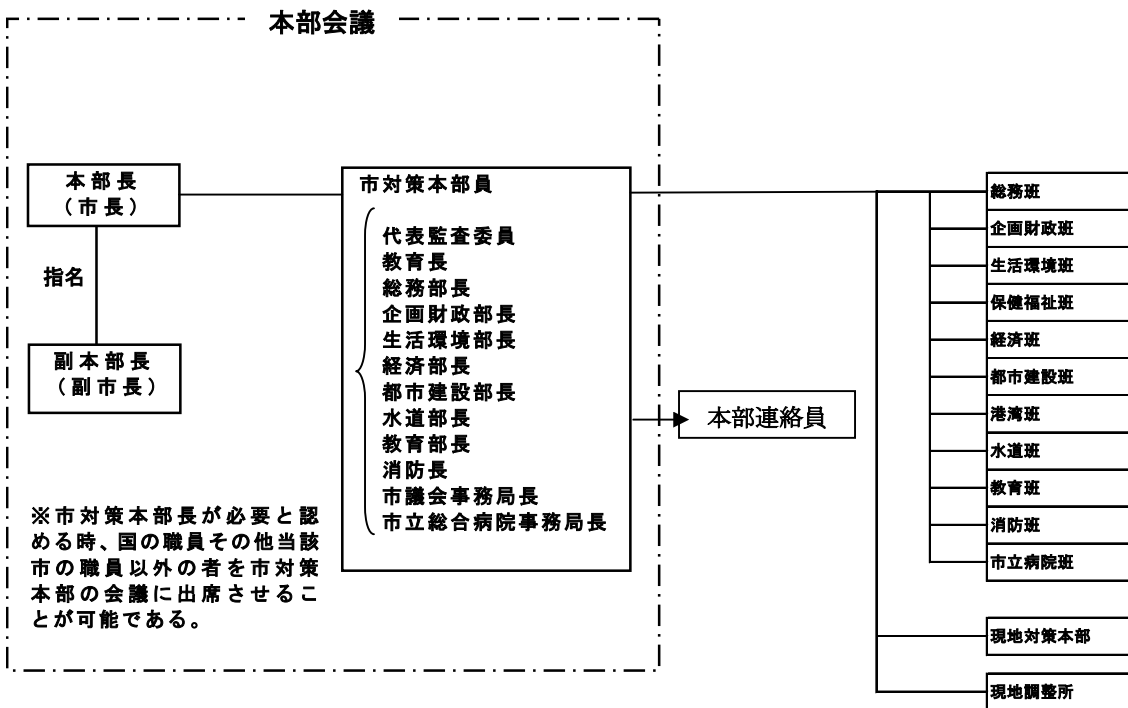 本部会議
本部長
（市長）
指名
副本部長
（副市長）
※市対策本部長が必要と認
める時、国の職員その他当該
市の職員以外の者を市対策
本部の会議に出席させるこ
とが可能である。
市対策本部員
代表監査委員
教育長
総務部長
企画財政部長
生活環境部長
経済部長
都市建設部長
水道部長
教育部長
消防長
市議会事務局長
市立総合病院事務局長
本部連絡員
総務班
企画財政班
生活環境班
保健福祉班
経済班
都市建設班
港湾班
水道班
教育班
消防班
市立病院班
現地対策本部
現地調整所